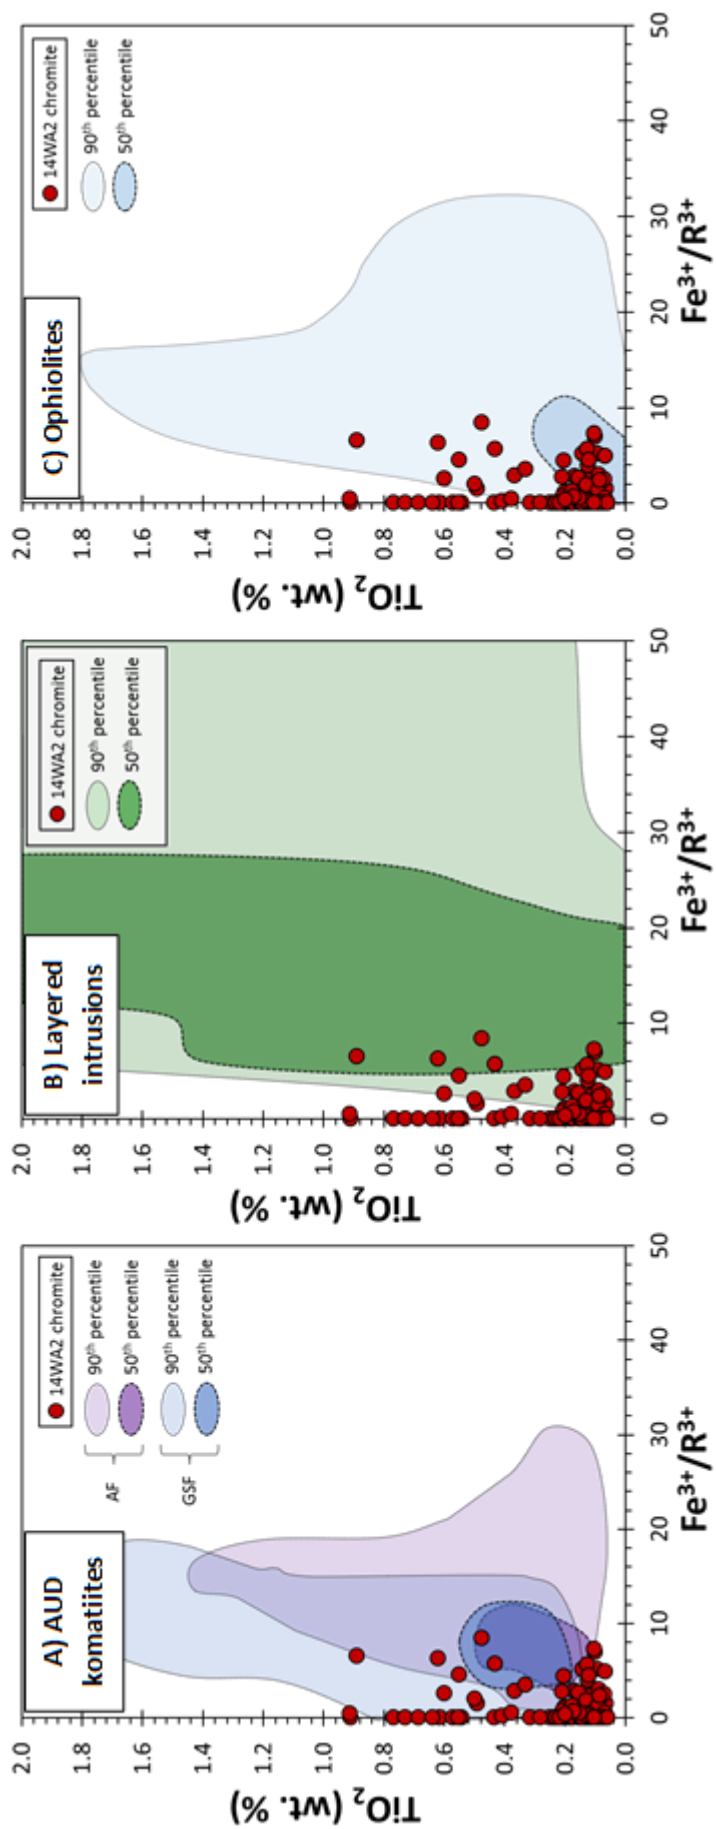 A) AUD
komatiites
14WA2 chromite
AF
90th percentile
50th percentile
GSF
90th percentile
50th percentile
TiO2 (wt. %)
2.0
1.8
1.6
1.4
1.2
1.0
0.8
0.6
0.4
0.2
0.0
0 10 20 30 40 50
Fe3+/R3+
B) Layered
intrusions
14WA2 chromite
90th percentile
50th percentile
TiO2 (wt. %)
2.0
1.8
1.6
1.4
1.2
1.0
0.8
0.6
0.4
0.2
0.0
0 10 20 30 40 50
Fe3+/R3+
C) Ophiolites
14WA2 chromite
90th percentile
50th percentile
TiO2 (wt. %)
2.0
1.8
1.6
1.4
1.2
1.0
0.8
0.6
0.4
0.2
0.0
0 10 20 30 40 50
Fe3+/R3+